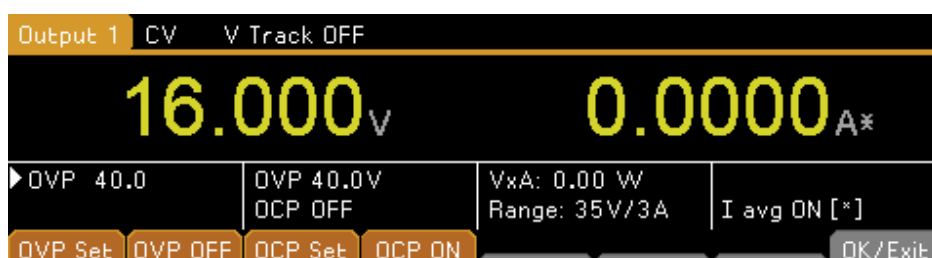 Output 1 CV V Track OFF
16.000V 0.0000A*
OVP 40.0 OVP 40.0V VxA: 0.00 W
OCP OFF Range: 35V/3A I avg ON [*]
OVP Set OVP OFF OCP Set OCP ON OK/Exit